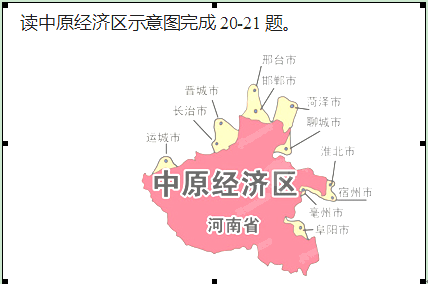 读中原经济区示意图完成 20-21 题。
邢台市
邯郸市
晋城市
菏泽市
长治市
聊城市
运城市
淮北市
中原经济区
宿州市
亳州市
河南省
阜阳市